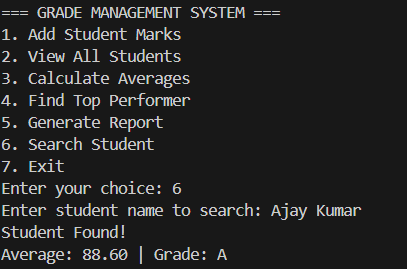 === GRADE MANAGEMENT SYSTEM ===
1. Add Student Marks
2. View All Students
3. Calculate Averages
4. Find Top Performer
5. Generate Report
6. Search Student
7. Exit
Enter your choice: 6
Enter student name to search: Ajay Kumar
Student Found!
Average: 88.60 | Grade: A